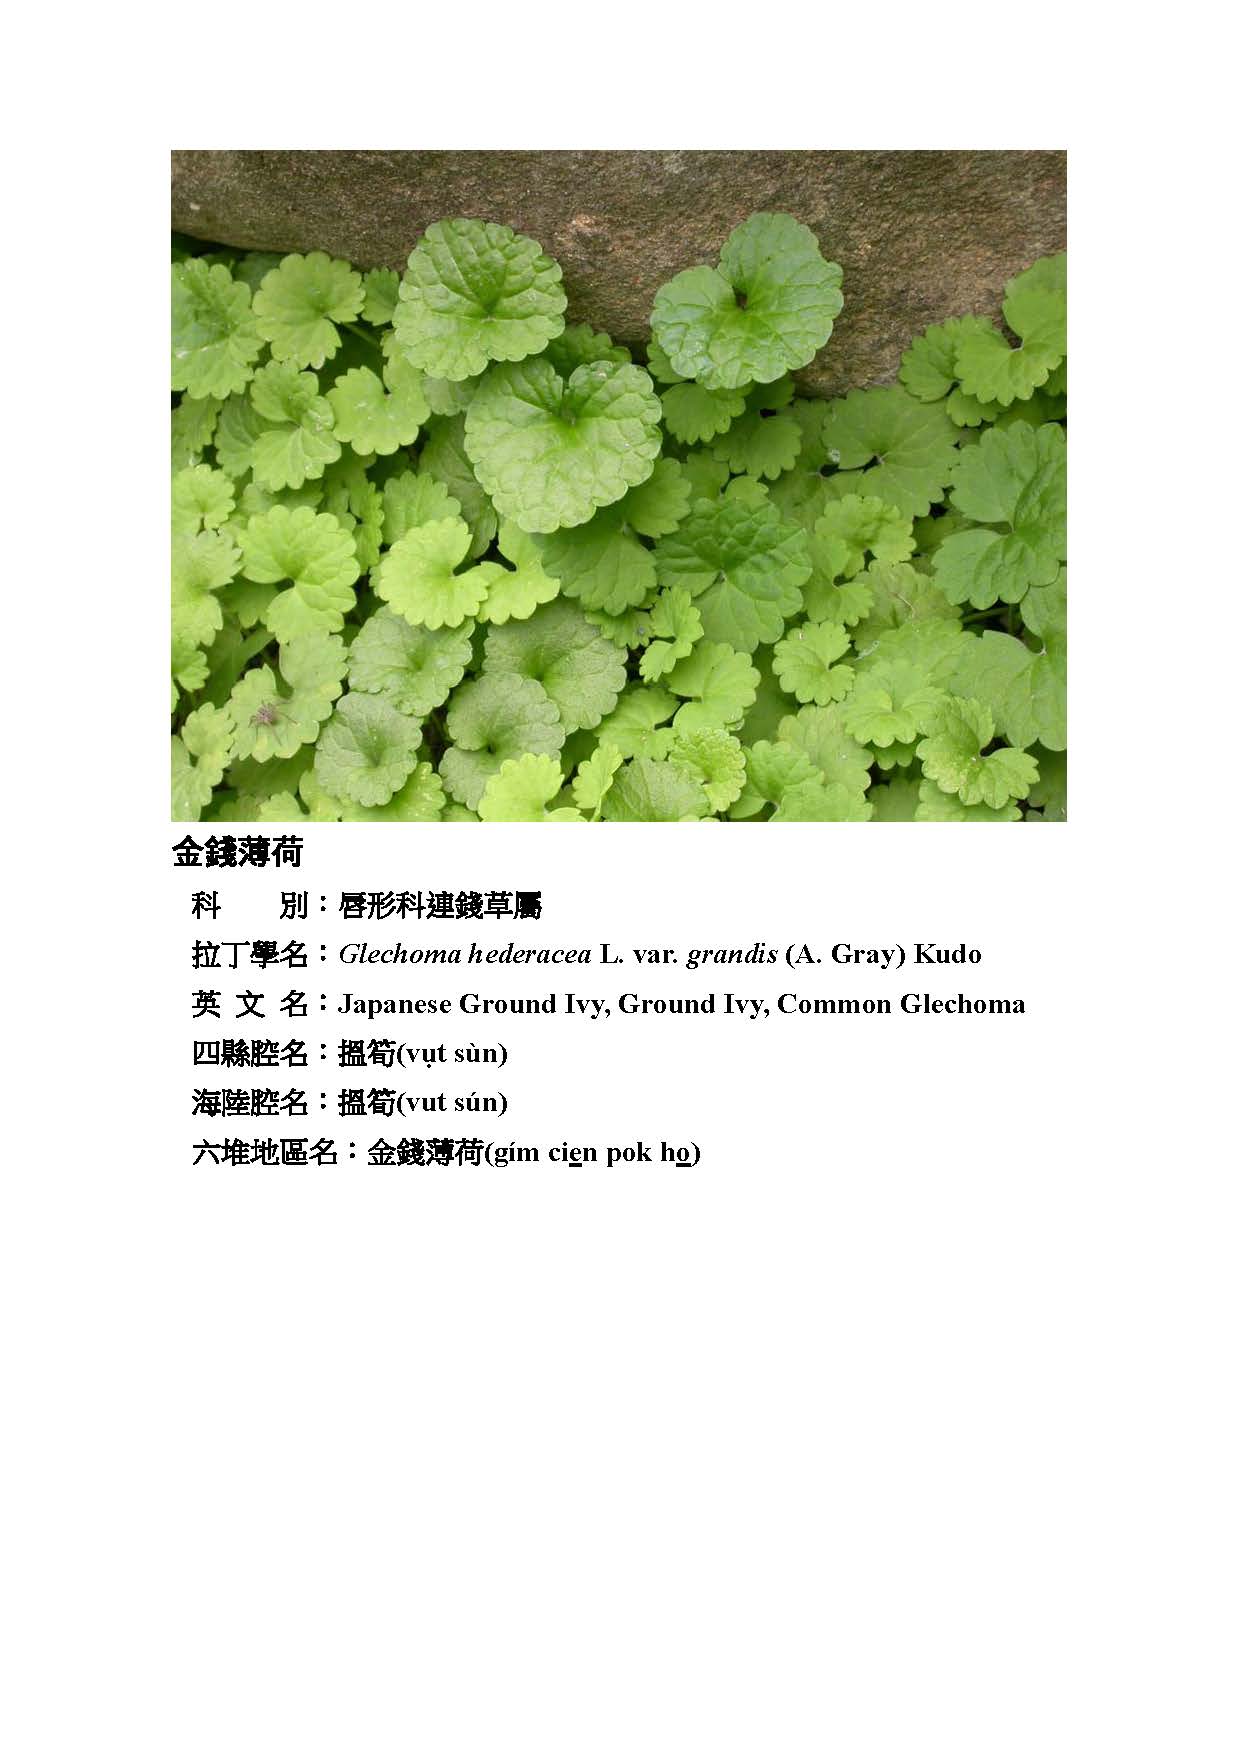 金錢薄荷
科　　別：唇形科連錢草屬
拉丁學名：Glechoma hederacea L. var. grandis (A. Gray) Kudo
英 文 名：Japanese Ground Ivy, Ground Ivy, Common Glechoma
四縣腔名：搵筍(vụt sùn)
海陸腔名：搵筍(vut sún)
六堆地區名：金錢薄荷(gím cie̲n pok ho̲)